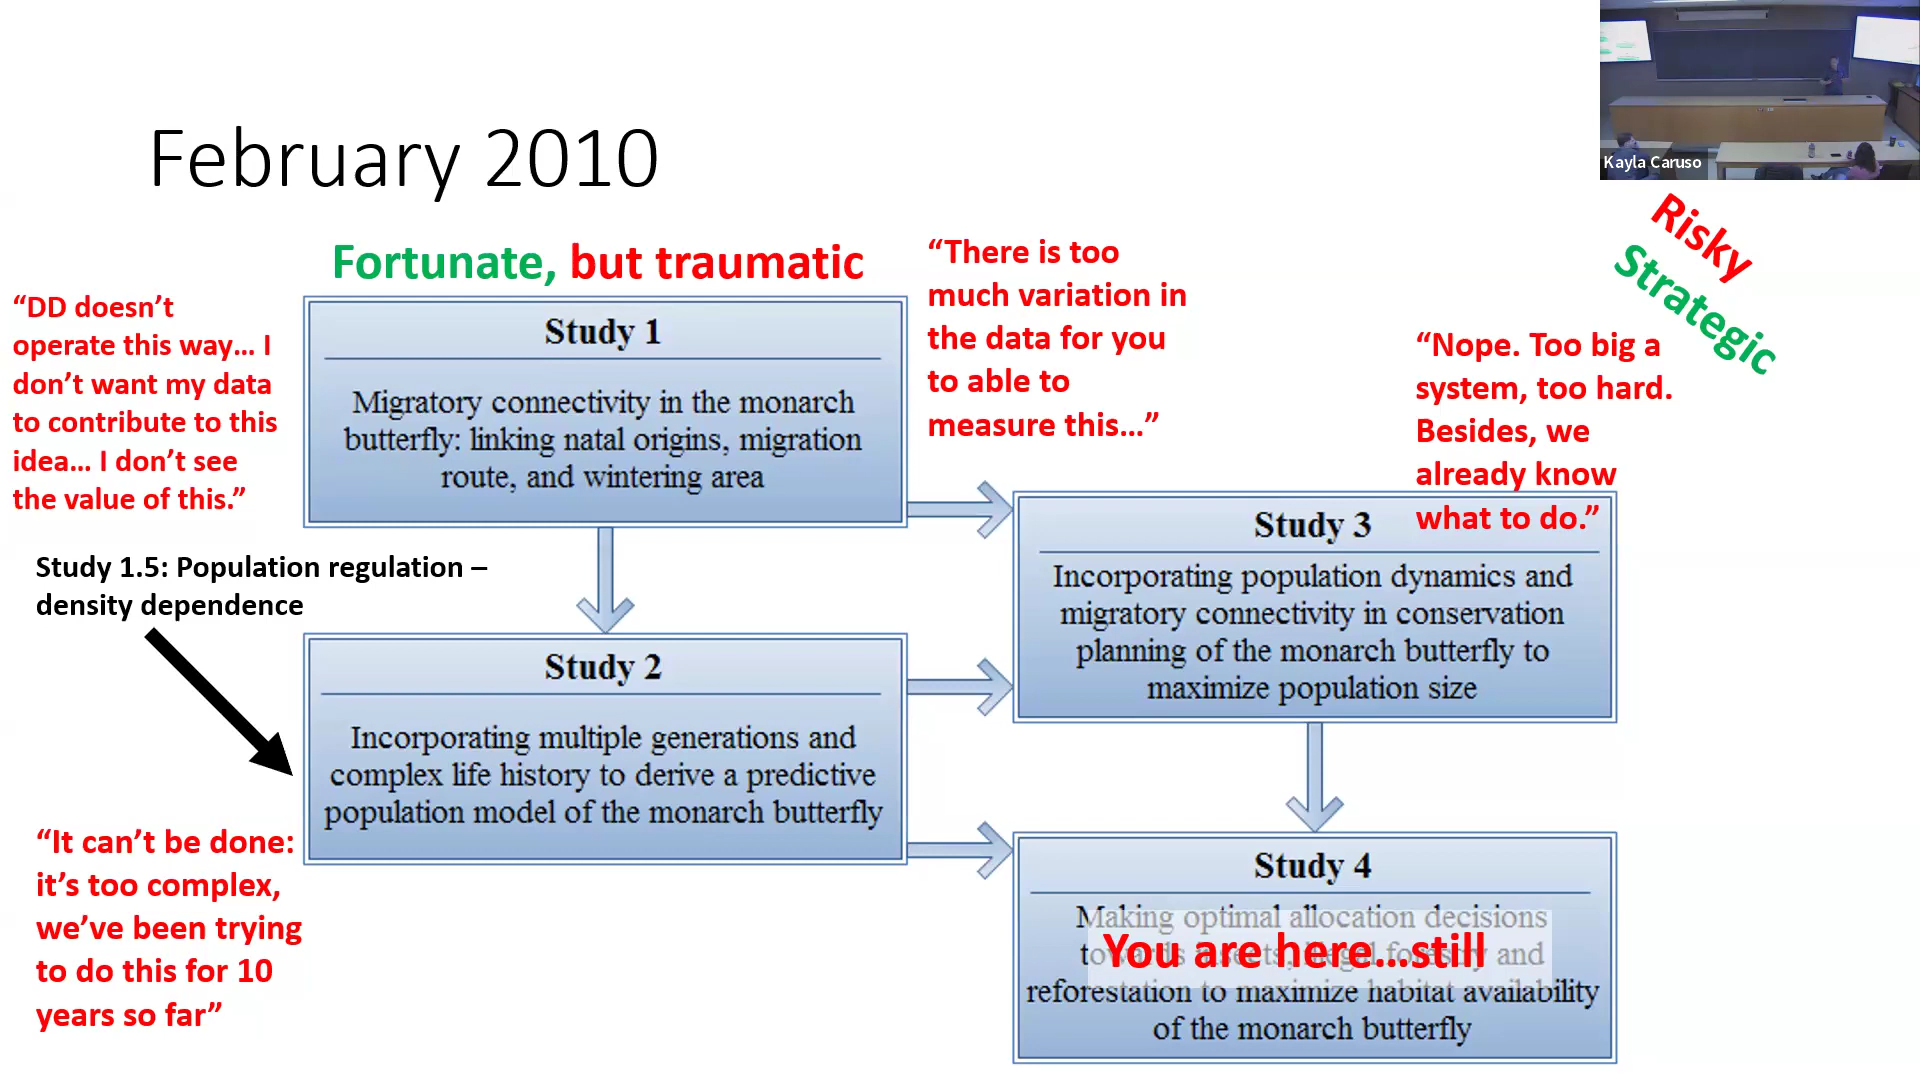 Kayla Caruso
February 2010
Risky
Strategic
Fortunate, but traumatic
“DD doesn’t
operate this way… I
don’t want my data
to contribute to this
idea… I don’t see
the value of this.”
Study 1
Migratory connectivity in the monarch
butterfly: linking natal origins, migration
route, and wintering area
“There is too
much variation in
the data for you
to able to
measure this…”
“Nope. Too big a
system, too hard.
Besides, we
already know
what to do.”
Study 1.5: Population regulation –
density dependence
Study 2
Incorporating multiple generations and
complex life history to derive a predictive
population model of the monarch butterfly
Study 3
Incorporating population dynamics and
migratory connectivity in conservation
planning of the monarch butterfly to
maximize population size
“It can’t be done:
it’s too complex,
we’ve been trying
to do this for 10
years so far”
Study 4
Making optimal allocation decisions
towards insects, illegal forestry and
reforestation to maximize habitat availability
of the monarch butterfly
You are here…still